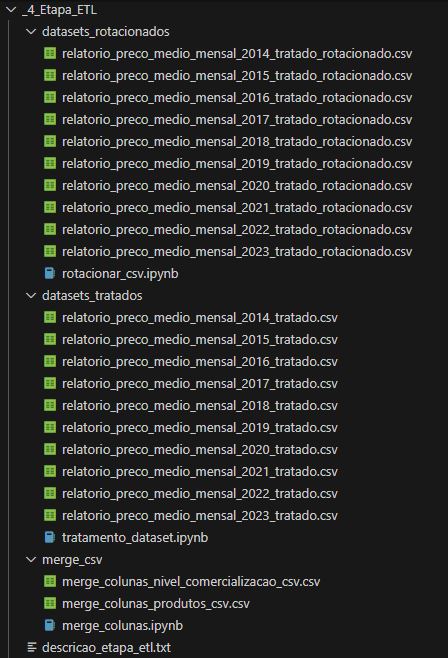 _4_Etapa_ETL
datasets_rotacionados
relatorio_preco_medio_mensal_2014_tratado_rotacionado.csv
relatorio_preco_medio_mensal_2015_tratado_rotacionado.csv
relatorio_preco_medio_mensal_2016_tratado_rotacionado.csv
relatorio_preco_medio_mensal_2017_tratado_rotacionado.csv
relatorio_preco_medio_mensal_2018_tratado_rotacionado.csv
relatorio_preco_medio_mensal_2019_tratado_rotacionado.csv
relatorio_preco_medio_mensal_2020_tratado_rotacionado.csv
relatorio_preco_medio_mensal_2021_tratado_rotacionado.csv
relatorio_preco_medio_mensal_2022_tratado_rotacionado.csv
relatorio_preco_medio_mensal_2023_tratado_rotacionado.csv
rotacionar_csv.ipynb
datasets_tratados
relatorio_preco_medio_mensal_2014_tratado.csv
relatorio_preco_medio_mensal_2015_tratado.csv
relatorio_preco_medio_mensal_2016_tratado.csv
relatorio_preco_medio_mensal_2017_tratado.csv
relatorio_preco_medio_mensal_2018_tratado.csv
relatorio_preco_medio_mensal_2019_tratado.csv
relatorio_preco_medio_mensal_2020_tratado.csv
relatorio_preco_medio_mensal_2021_tratado.csv
relatorio_preco_medio_mensal_2022_tratado.csv
relatorio_preco_medio_mensal_2023_tratado.csv
tratamento_dataset.ipynb
merge_csv
merge_colunas_nivel_comercializacao_csv.csv
merge_colunas_produtos_csv.csv
merge_colunas.ipynb
descricao_etapa_etl.txt